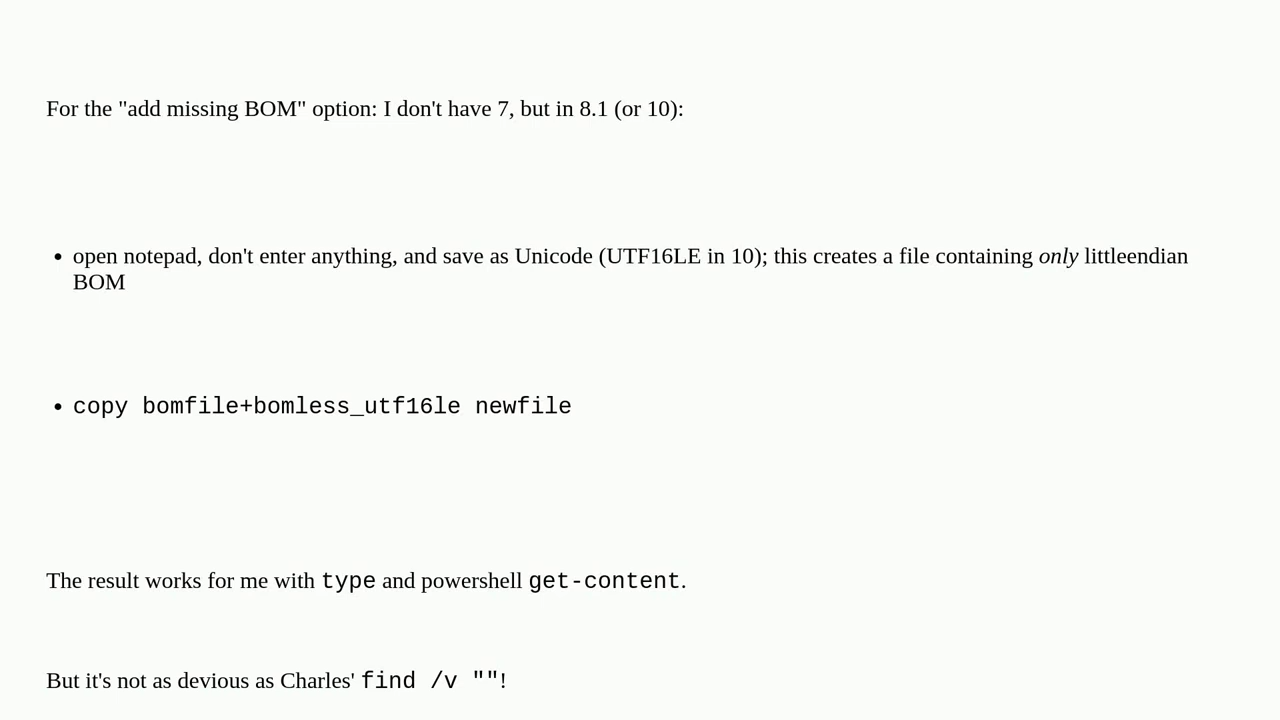 For the "add missing BOM" option: I don't have 7, but in 8.1 (or 10):
• open notepad, don't enter anything, and save as Unicode (UTF16LE in 10); this creates a file containing only littleendian
BOM
• copy bomfile+bomless_utf16le newfile
The result works for me with type and powershell get-content.
But it's not as devious as Charles' find /v ""!